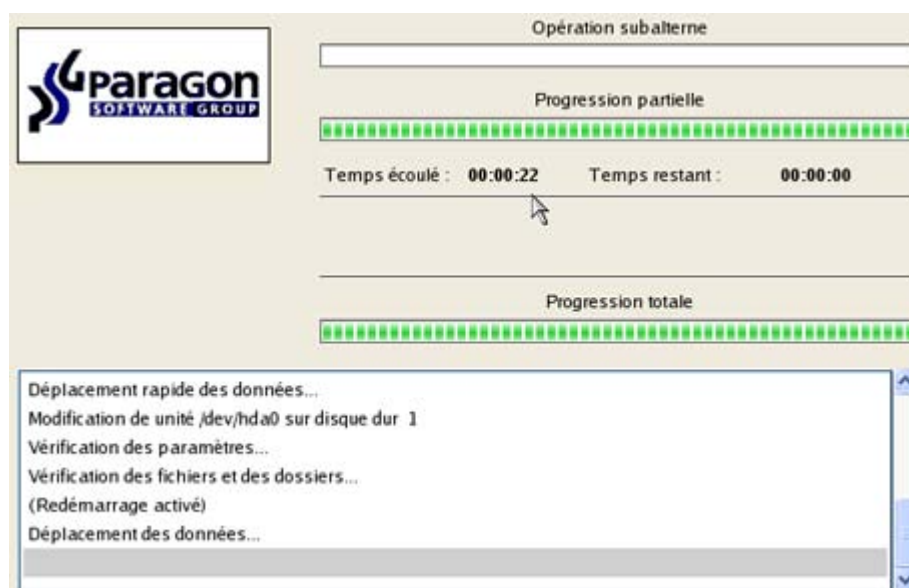 Paragon
SOFTWARE GROUP
Opération subalterne
Progression partielle
Temps écoulé : 00:00:22 Temps restant : 00:00:00
Progression totale
Déplacement rapide des données...
Modification de unité /dev/hda0 sur disque dur 1
Vérification des paramètres...
Vérification des fichiers et des dossiers...
(Redémarrage activé)
Déplacement des données...